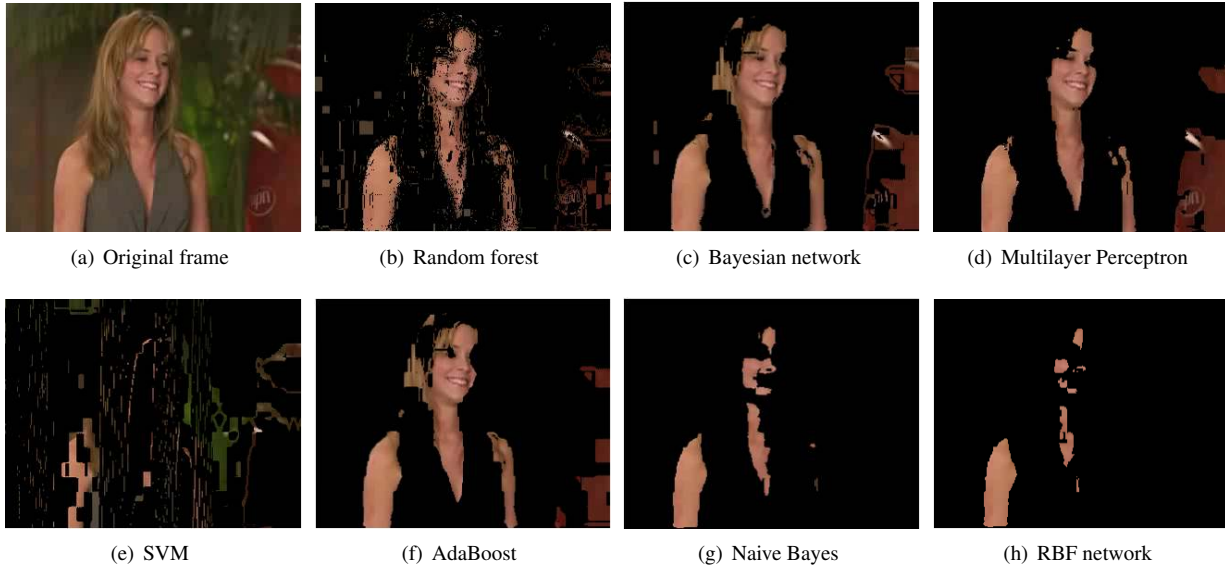 (a) Original frame
(b) Random forest
(c) Bayesian network
(d) Multilayer Perceptron
(e) SVM
(f) AdaBoost
(g) Naive Bayes
(h) RBF network